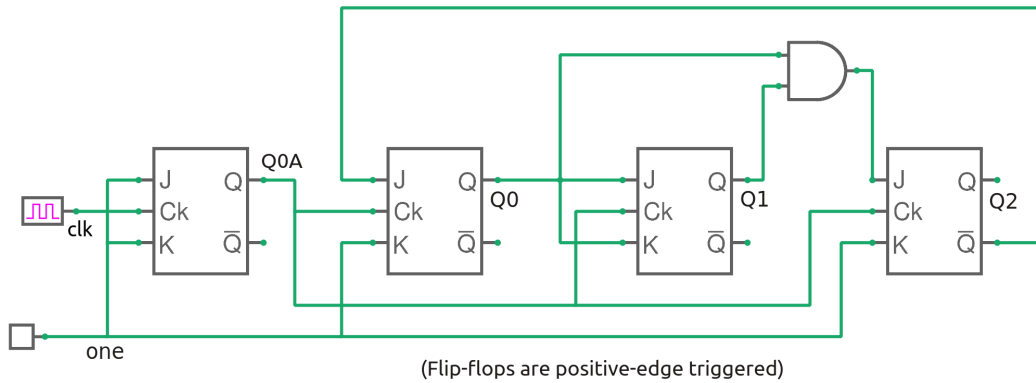 Q0A
J Q
Ck
K Q̅
clk
J Q
Q0
Ck
K Q̅
J Q
Q1
Ck
K Q̅
J Q
Q2
Ck
K Q̅
one
(Flip-flops are positive-edge triggered)